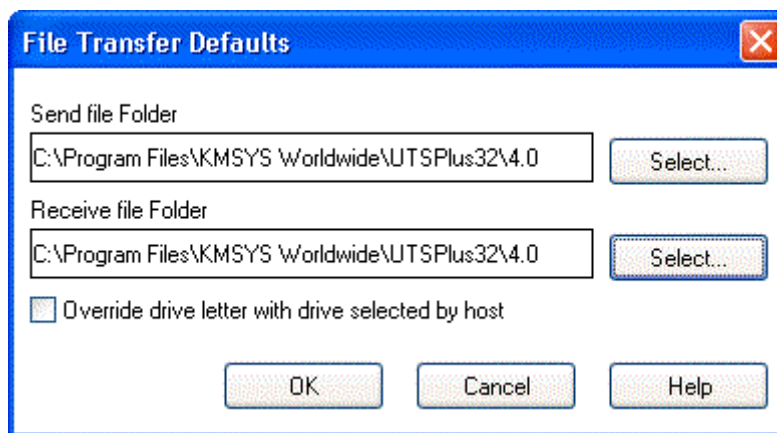 File Transfer Defaults
Send file Folder
C:\Program Files\KMSYS Worldwide\UTSPlus32\4.0
Select...
Receive file Folder
C:\Program Files\KMSYS Worldwide\UTSPlus32\4.0
Select...
Override drive letter with drive selected by host
OK
Cancel
Help